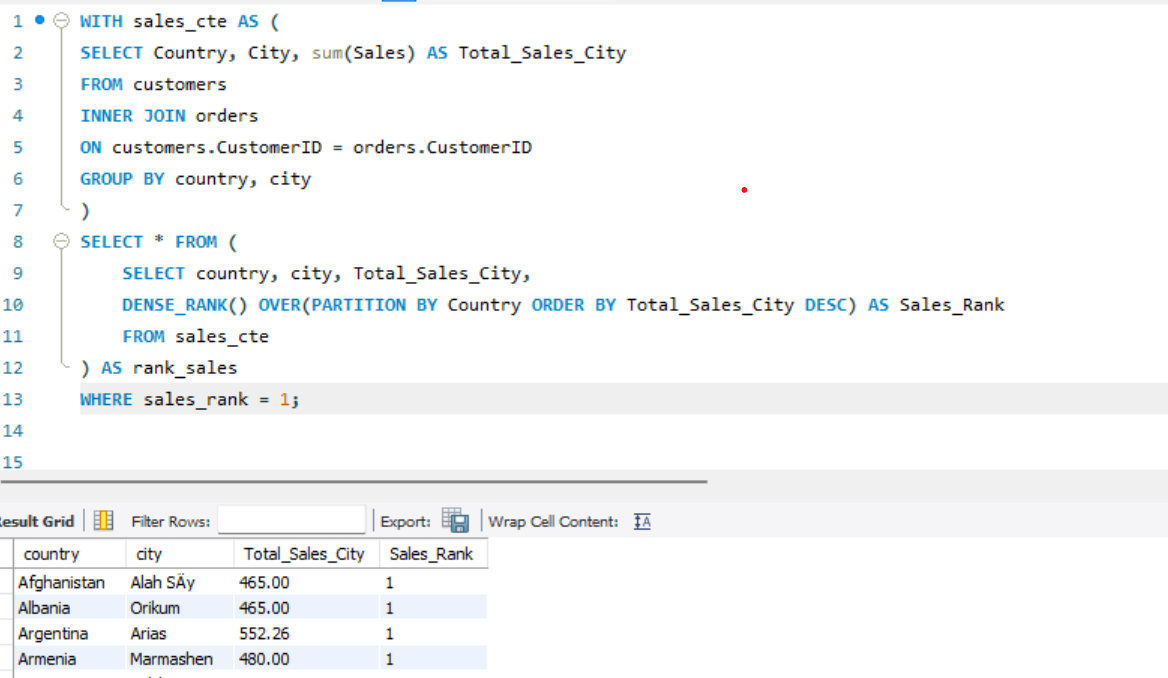 1 WITH sales_cte AS (
2 SELECT Country, City, sum(Sales) AS Total_Sales_City
3 FROM customers
4 INNER JOIN orders
5 ON customers.CustomerID = orders.CustomerID
6 GROUP BY country, city
7 )
8 SELECT * FROM (
9 SELECT country, city, Total_Sales_City,
10 DENSE_RANK() OVER(PARTITION BY Country ORDER BY Total_Sales_City DESC) AS Sales_Rank
11 FROM sales_cte
12 ) AS rank_sales
13 WHERE sales_rank = 1;
14
15
esult Grid Filter Rows: Export: Wrap Cell Content: IA
country city Total_Sales_City Sales_Rank
Afghanistan Alah SÄy 465.00 1
Albania Orikum 465.00 1
Argentina Arias 552.26 1
Armenia Marmashen 480.00 1